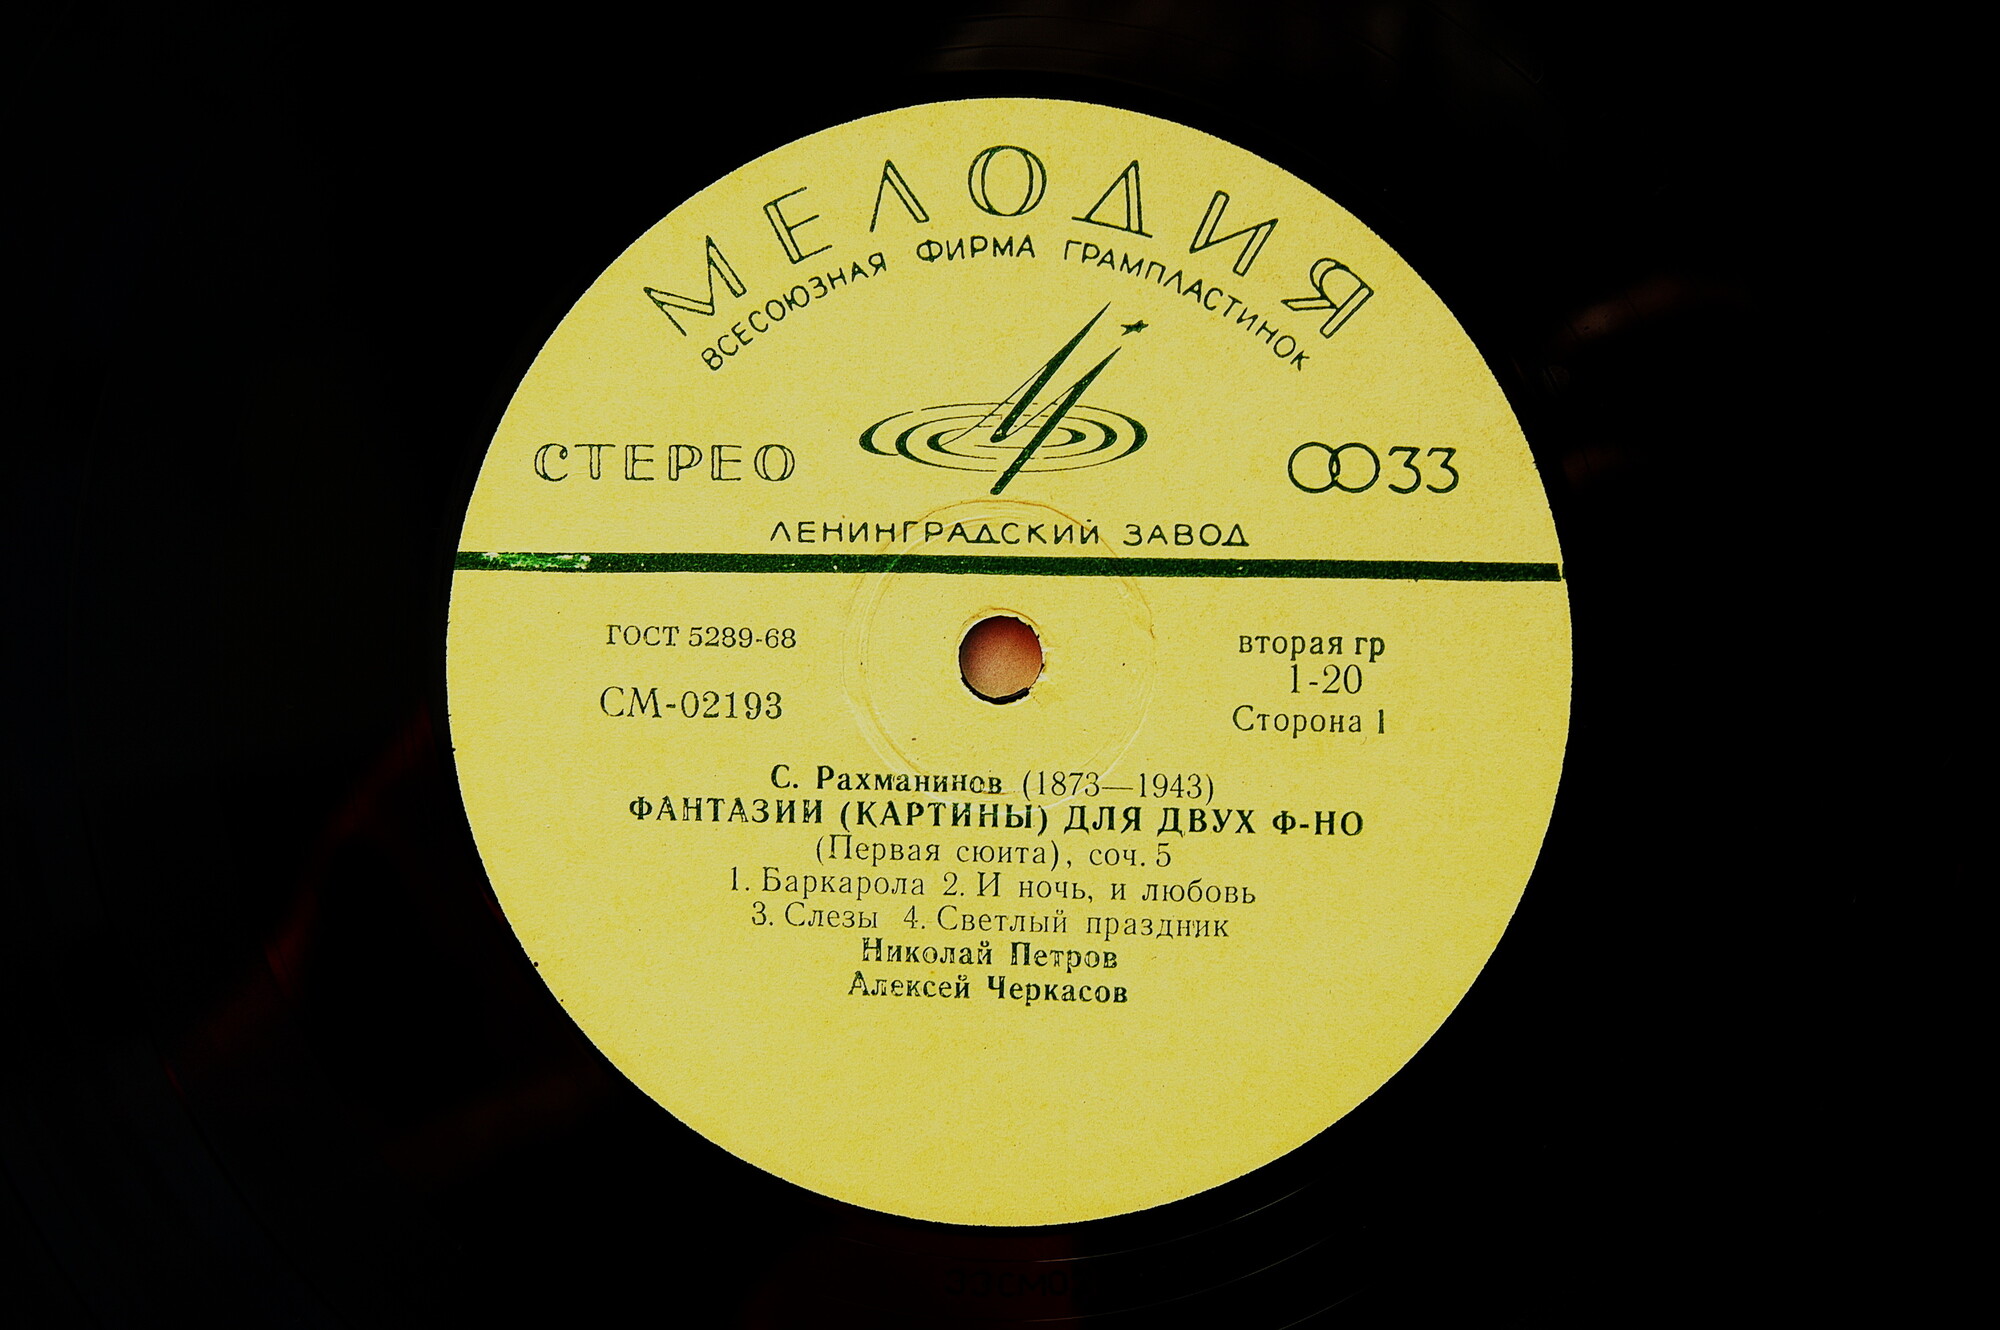 МЕЛОДИЯ
ВСЕСОЮЗНАЯ ФИРМА ГРАМПЛАСТИНОК
СТЕРЕО
33
ЛЕНИНГРАДСКИЙ ЗАВОД
ГОСТ 5289-68
СМ-02193
вторая гр
1-20
Сторона 1
С. Рахманинов (1873—1943)
ФАНТАЗИИ (КАРТИНЫ) ДЛЯ ДВУХ Ф-НО
(Первая сюита), соч. 5
1. Баркарола 2. И ночь, и любовь
3. Слезы 4. Светлый праздник
Николай Петров
Алексей Черкасов